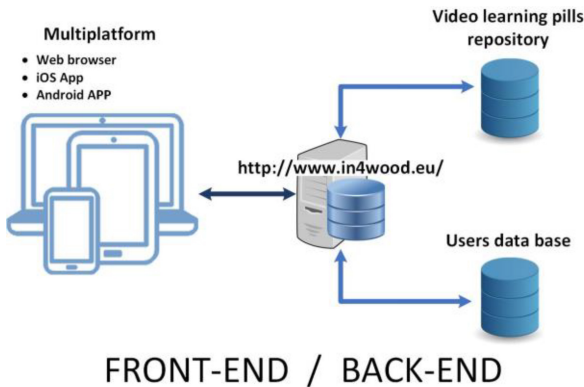 Multiplatform
• Web browser
• iOS App
• Android APP
Video learning pills
repository
http://www.in4wood.eu/
Users data base
FRONT-END / BACK-END